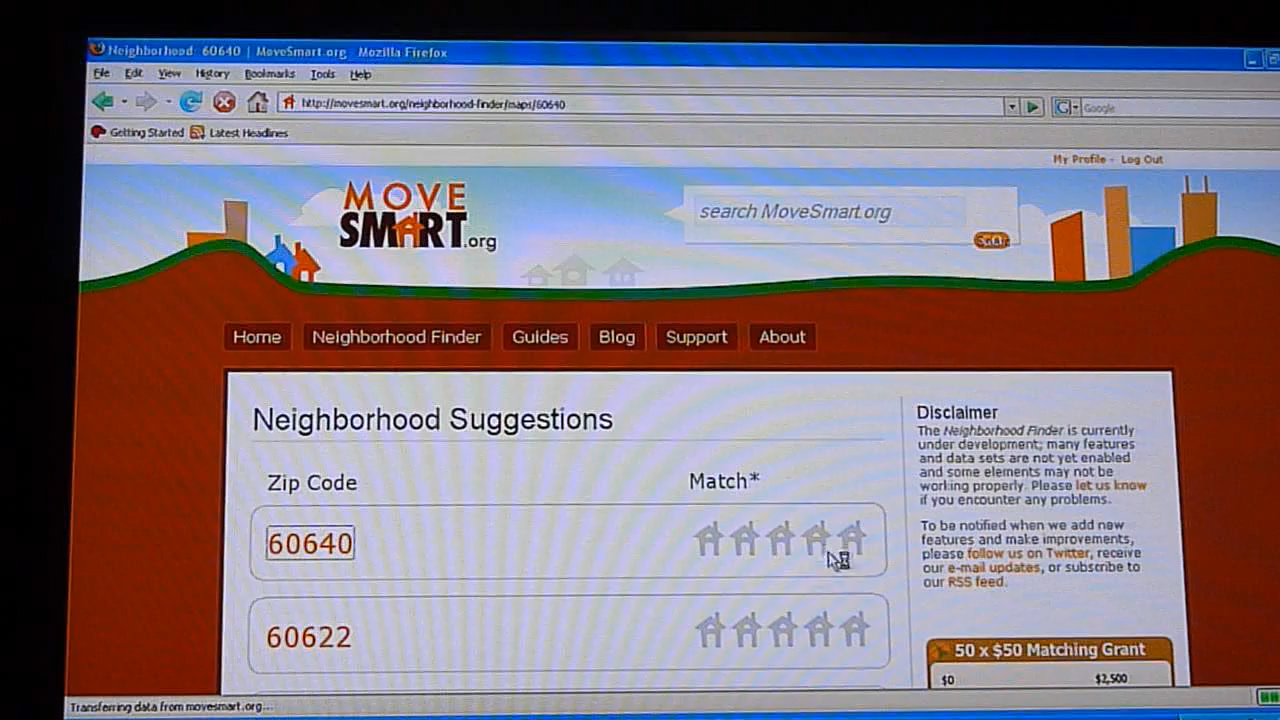 Neighborhood: 60640 | MoveSmart.org - Mozilla Firefox
File Edit View History Bookmarks Tools Help
http://movesmart.org/neighborhood-finder/maps/60640
G Google
Getting Started Latest Headlines
My Profile - Log Out
MOVE
SMART.org
search MoveSmart.org
Home Neighborhood Finder Guides Blog Support About
Neighborhood Suggestions
Zip Code Match*
60640
60622
Disclaimer
The Neighborhood Finder is currently
under development; many features
and data sets are not yet enabled
and some elements may not be
working properly. Please let us know
if you encounter any problems.
To be notified when we add new
features and make improvements,
please follow us on Twitter, receive
our e-mail updates, or subscribe to
our RSS feed.
50 x $50 Matching Grant
$0 $2,500
Transferring data from movesmart.org...